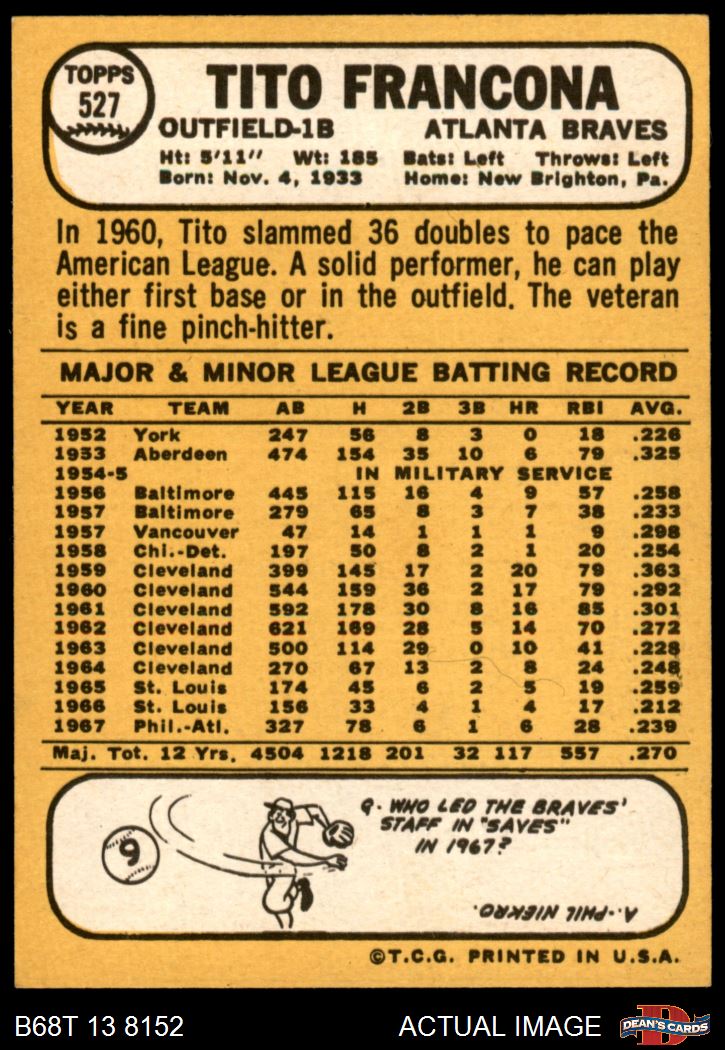 TOPPS
527
TITO FRANCONA
OUTFIELD-1B ATLANTA BRAVES
Ht: 5'11" Wt: 185 Bats: Left Throws: Left
Born: Nov. 4, 1933 Home: New Brighton, Pa.
In 1960, Tito slammed 36 doubles to pace the
American League. A solid performer, he can play
either first base or in the outfield. The veteran
is a fine pinch-hitter.
MAJOR & MINOR LEAGUE BATTING RECORD
YEAR TEAM AB H 2B 3B HR RBI AVG.
1952 York 247 56 8 3 0 18 .226
1953 Aberdeen 474 154 35 10 6 79 .325
1954-5 IN MILITARY SERVICE
1956 Baltimore 445 115 16 4 9 57 .258
1957 Baltimore 279 65 8 3 7 38 .233
1957 Vancouver 47 14 1 1 1 9 .298
1958 Chi.-Det. 197 50 8 2 1 20 .254
1959 Cleveland 399 145 17 2 20 79 .363
1960 Cleveland 544 159 36 2 17 79 .292
1961 Cleveland 592 178 30 8 16 85 .301
1962 Cleveland 621 169 28 5 14 70 .272
1963 Cleveland 500 114 29 0 10 41 .228
1964 Cleveland 270 67 13 2 8 24 .248
1965 St. Louis 174 45 6 2 5 19 .259
1966 St. Louis 156 33 4 1 4 17 .212
1967 Phil.-Atl. 327 78 6 1 6 28 .239
Maj. Tot. 12 Yrs. 4504 1218 201 32 117 557 .270
Q. WHO LED THE BRAVES'
STAFF IN "SAVES"
IN 1967?
9
A.-PHIL NIEKRO.
©T.C.G. PRINTED IN U.S.A.
B68T 13 8152 ACTUAL IMAGE D DEAN'S CARDS